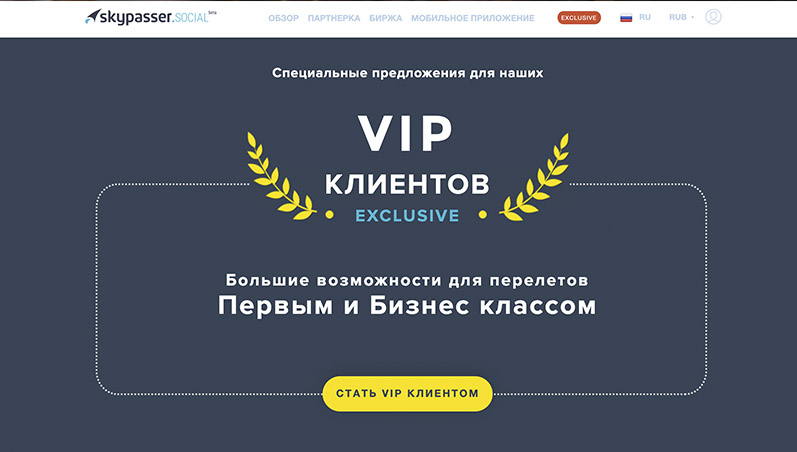 skypasser.SOCIAL beta
ОБЗОР ПАРТНЕРКА БИРЖА МОБИЛЬНОЕ ПРИЛОЖЕНИЕ EXCLUSIVE RU RUB
Специальные предложения для наших
VIP
КЛИЕНТОВ
EXCLUSIVE
Большие возможности для перелетов
Первым и Бизнес классом
СТАТЬ VIP КЛИЕНТОМ